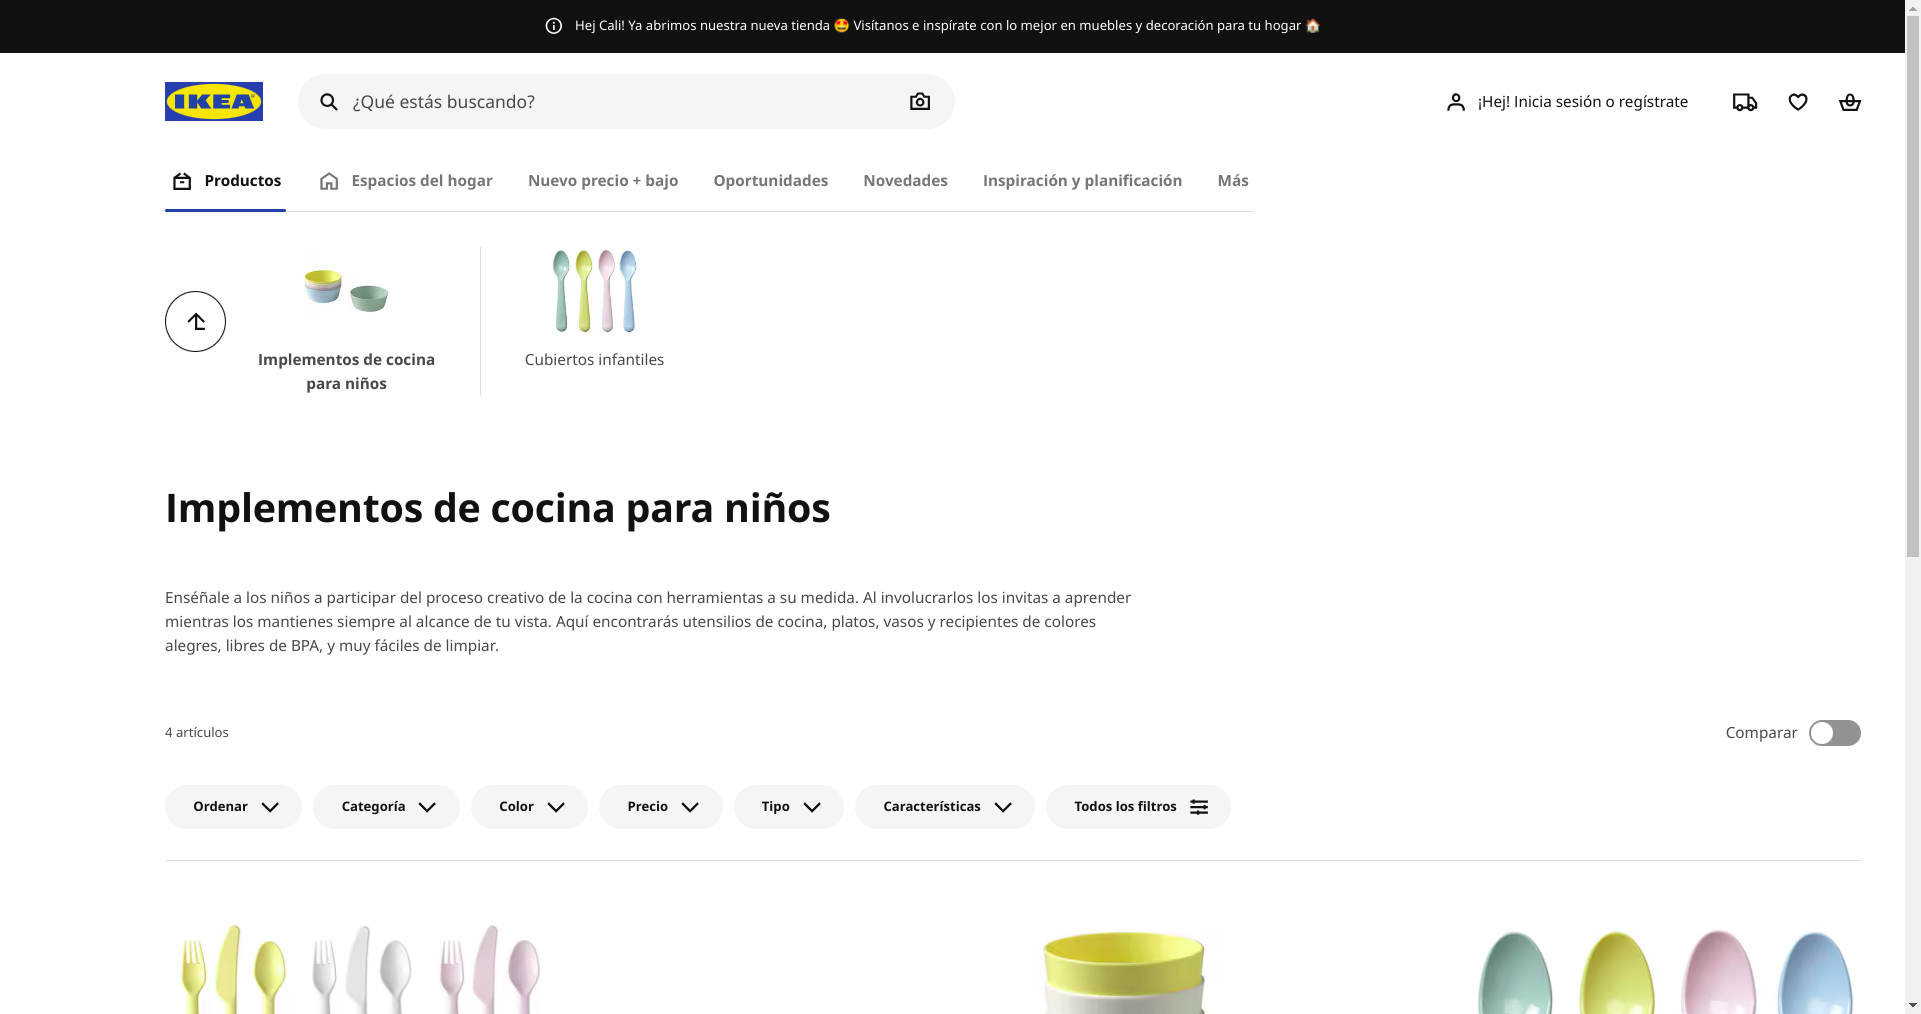 Hej Cali! Ya abrimos nuestra nueva tienda 🤩 Visítanos e inspírate con lo mejor en muebles y decoración para tu hogar 🏠
IKEA
¿Qué estás buscando?
¡Hej! Inicia sesión o regístrate
Productos
Espacios del hogar
Nuevo precio + bajo
Oportunidades
Novedades
Inspiración y planificación
Más
Implementos de cocina
para niños
Cubiertos infantiles
Implementos de cocina para niños
Enséñale a los niños a participar del proceso creativo de la cocina con herramientas a su medida. Al involucrarlos los invitas a aprender
mientras los mantienes siempre al alcance de tu vista. Aquí encontrarás utensilios de cocina, platos, vasos y recipientes de colores
alegres, libres de BPA, y muy fáciles de limpiar.
4 artículos
Comparar
Ordenar
Categoría
Color
Precio
Tipo
Características
Todos los filtros